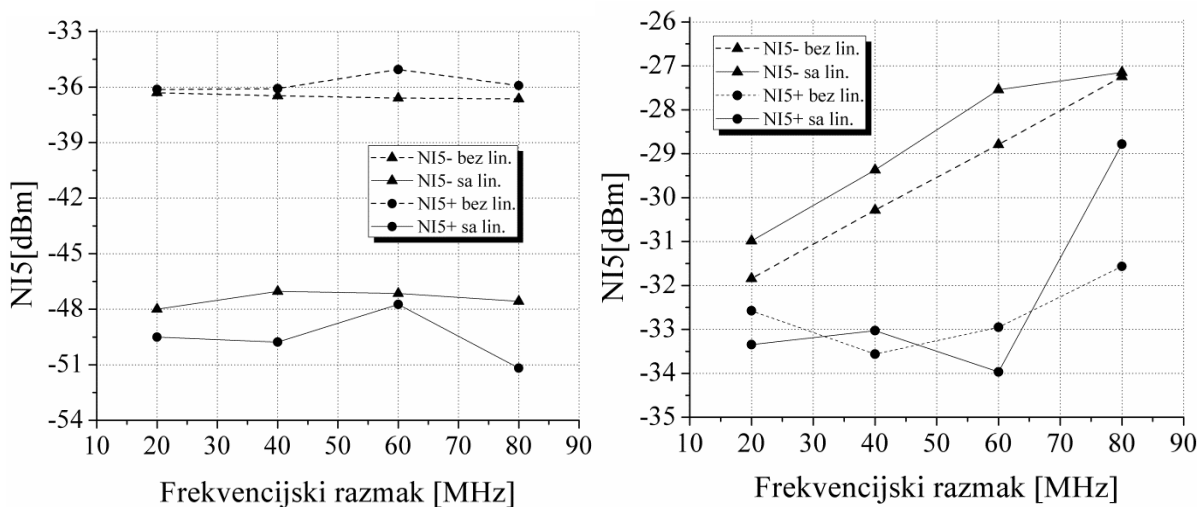 NI5[dBm]
-33
-36
-39
-42
-45
-48
-51
-54
NI5- bez lin.
NI5- sa lin.
NI5+ bez lin.
NI5+ sa lin.
10 20 30 40 50 60 70 80 90
Frekvencijski razmak [MHz]
NI5[dBm]
-26
-27
-28
-29
-30
-31
-32
-33
-34
-35
NI5- bez lin.
NI5- sa lin.
NI5+ bez lin.
NI5+ sa lin.
10 20 30 40 50 60 70 80 90
Frekvencijski razmak [MHz]